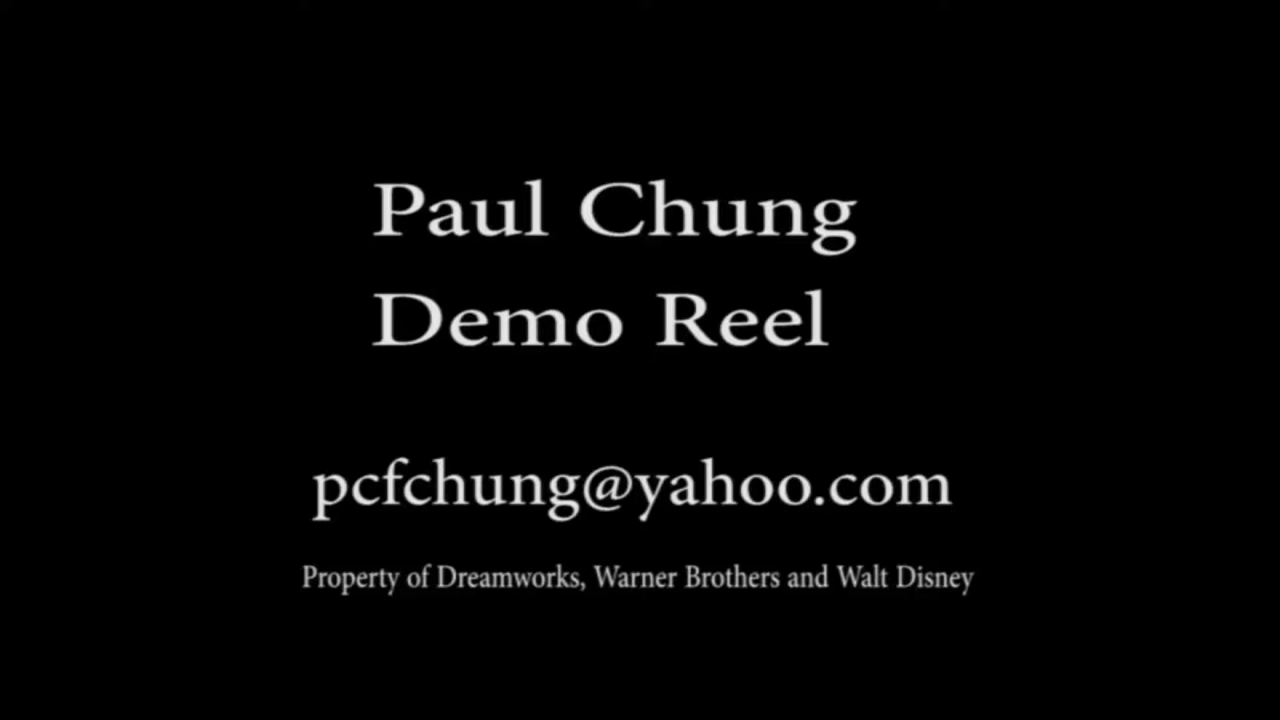 Paul Chung
Demo Reel
pcfchung@yahoo.com
Property of Dreamworks, Warner Brothers and Walt Disney